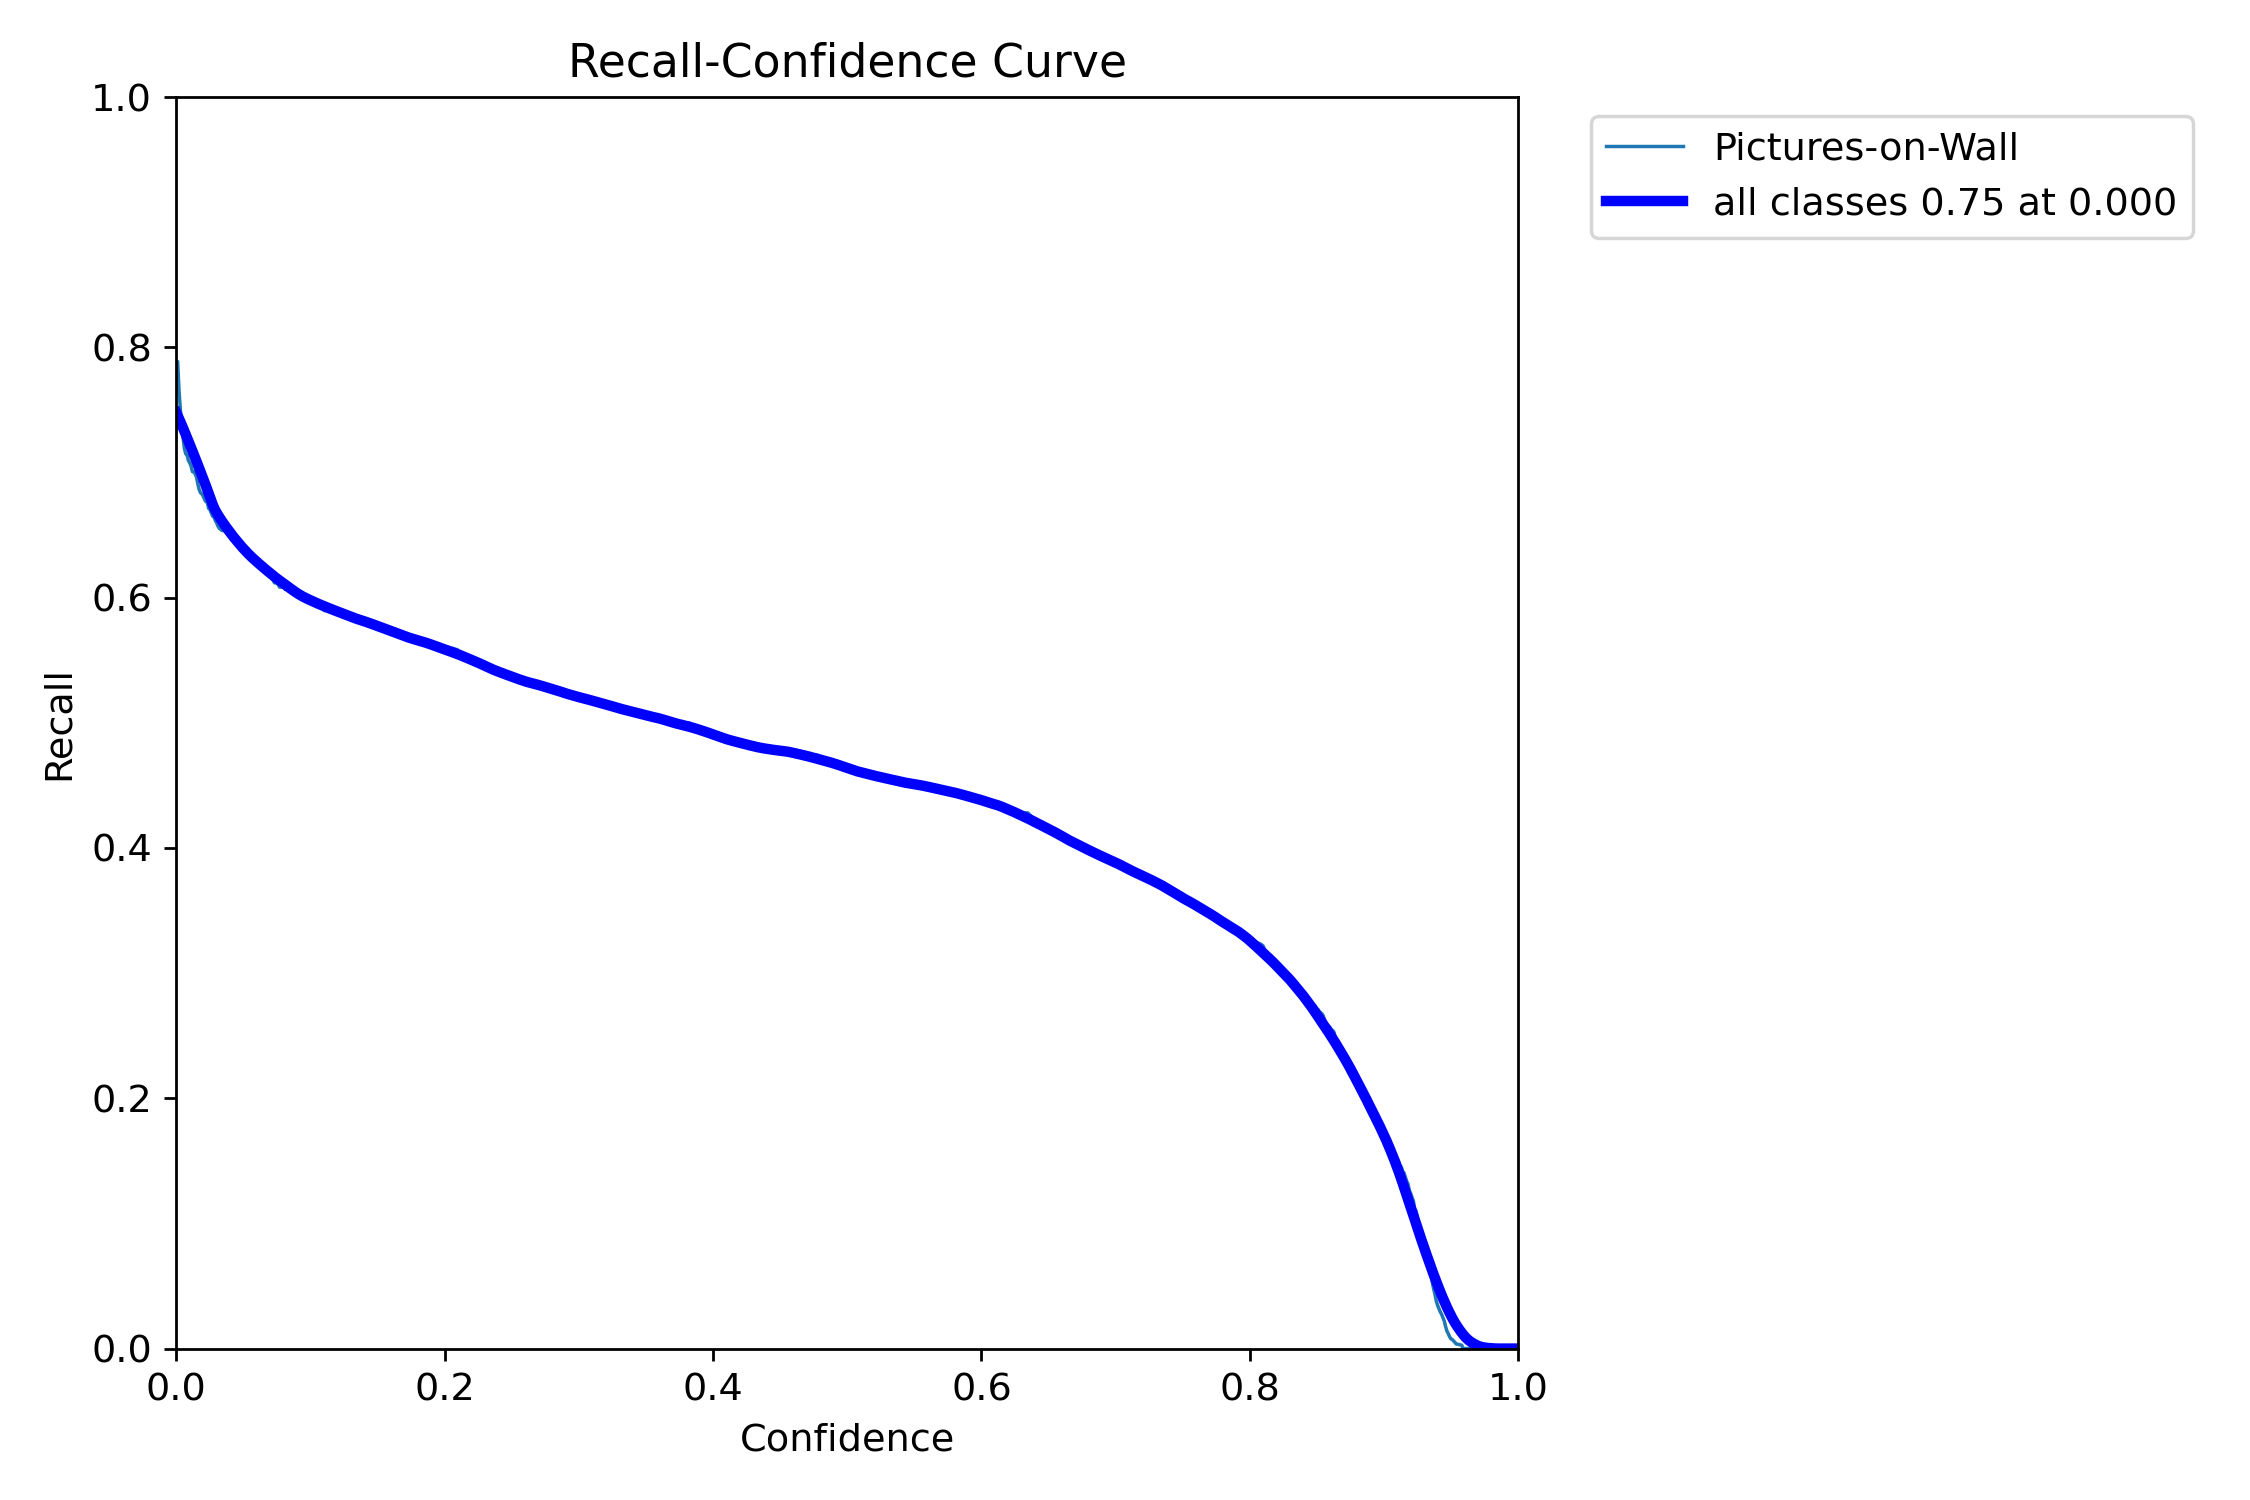 Recall-Confidence Curve
1.0
0.8
0.6
0.4
0.2
0.0
Recall
0.0 0.2 0.4 0.6 0.8 1.0
Confidence
Pictures-on-Wall
all classes 0.75 at 0.000